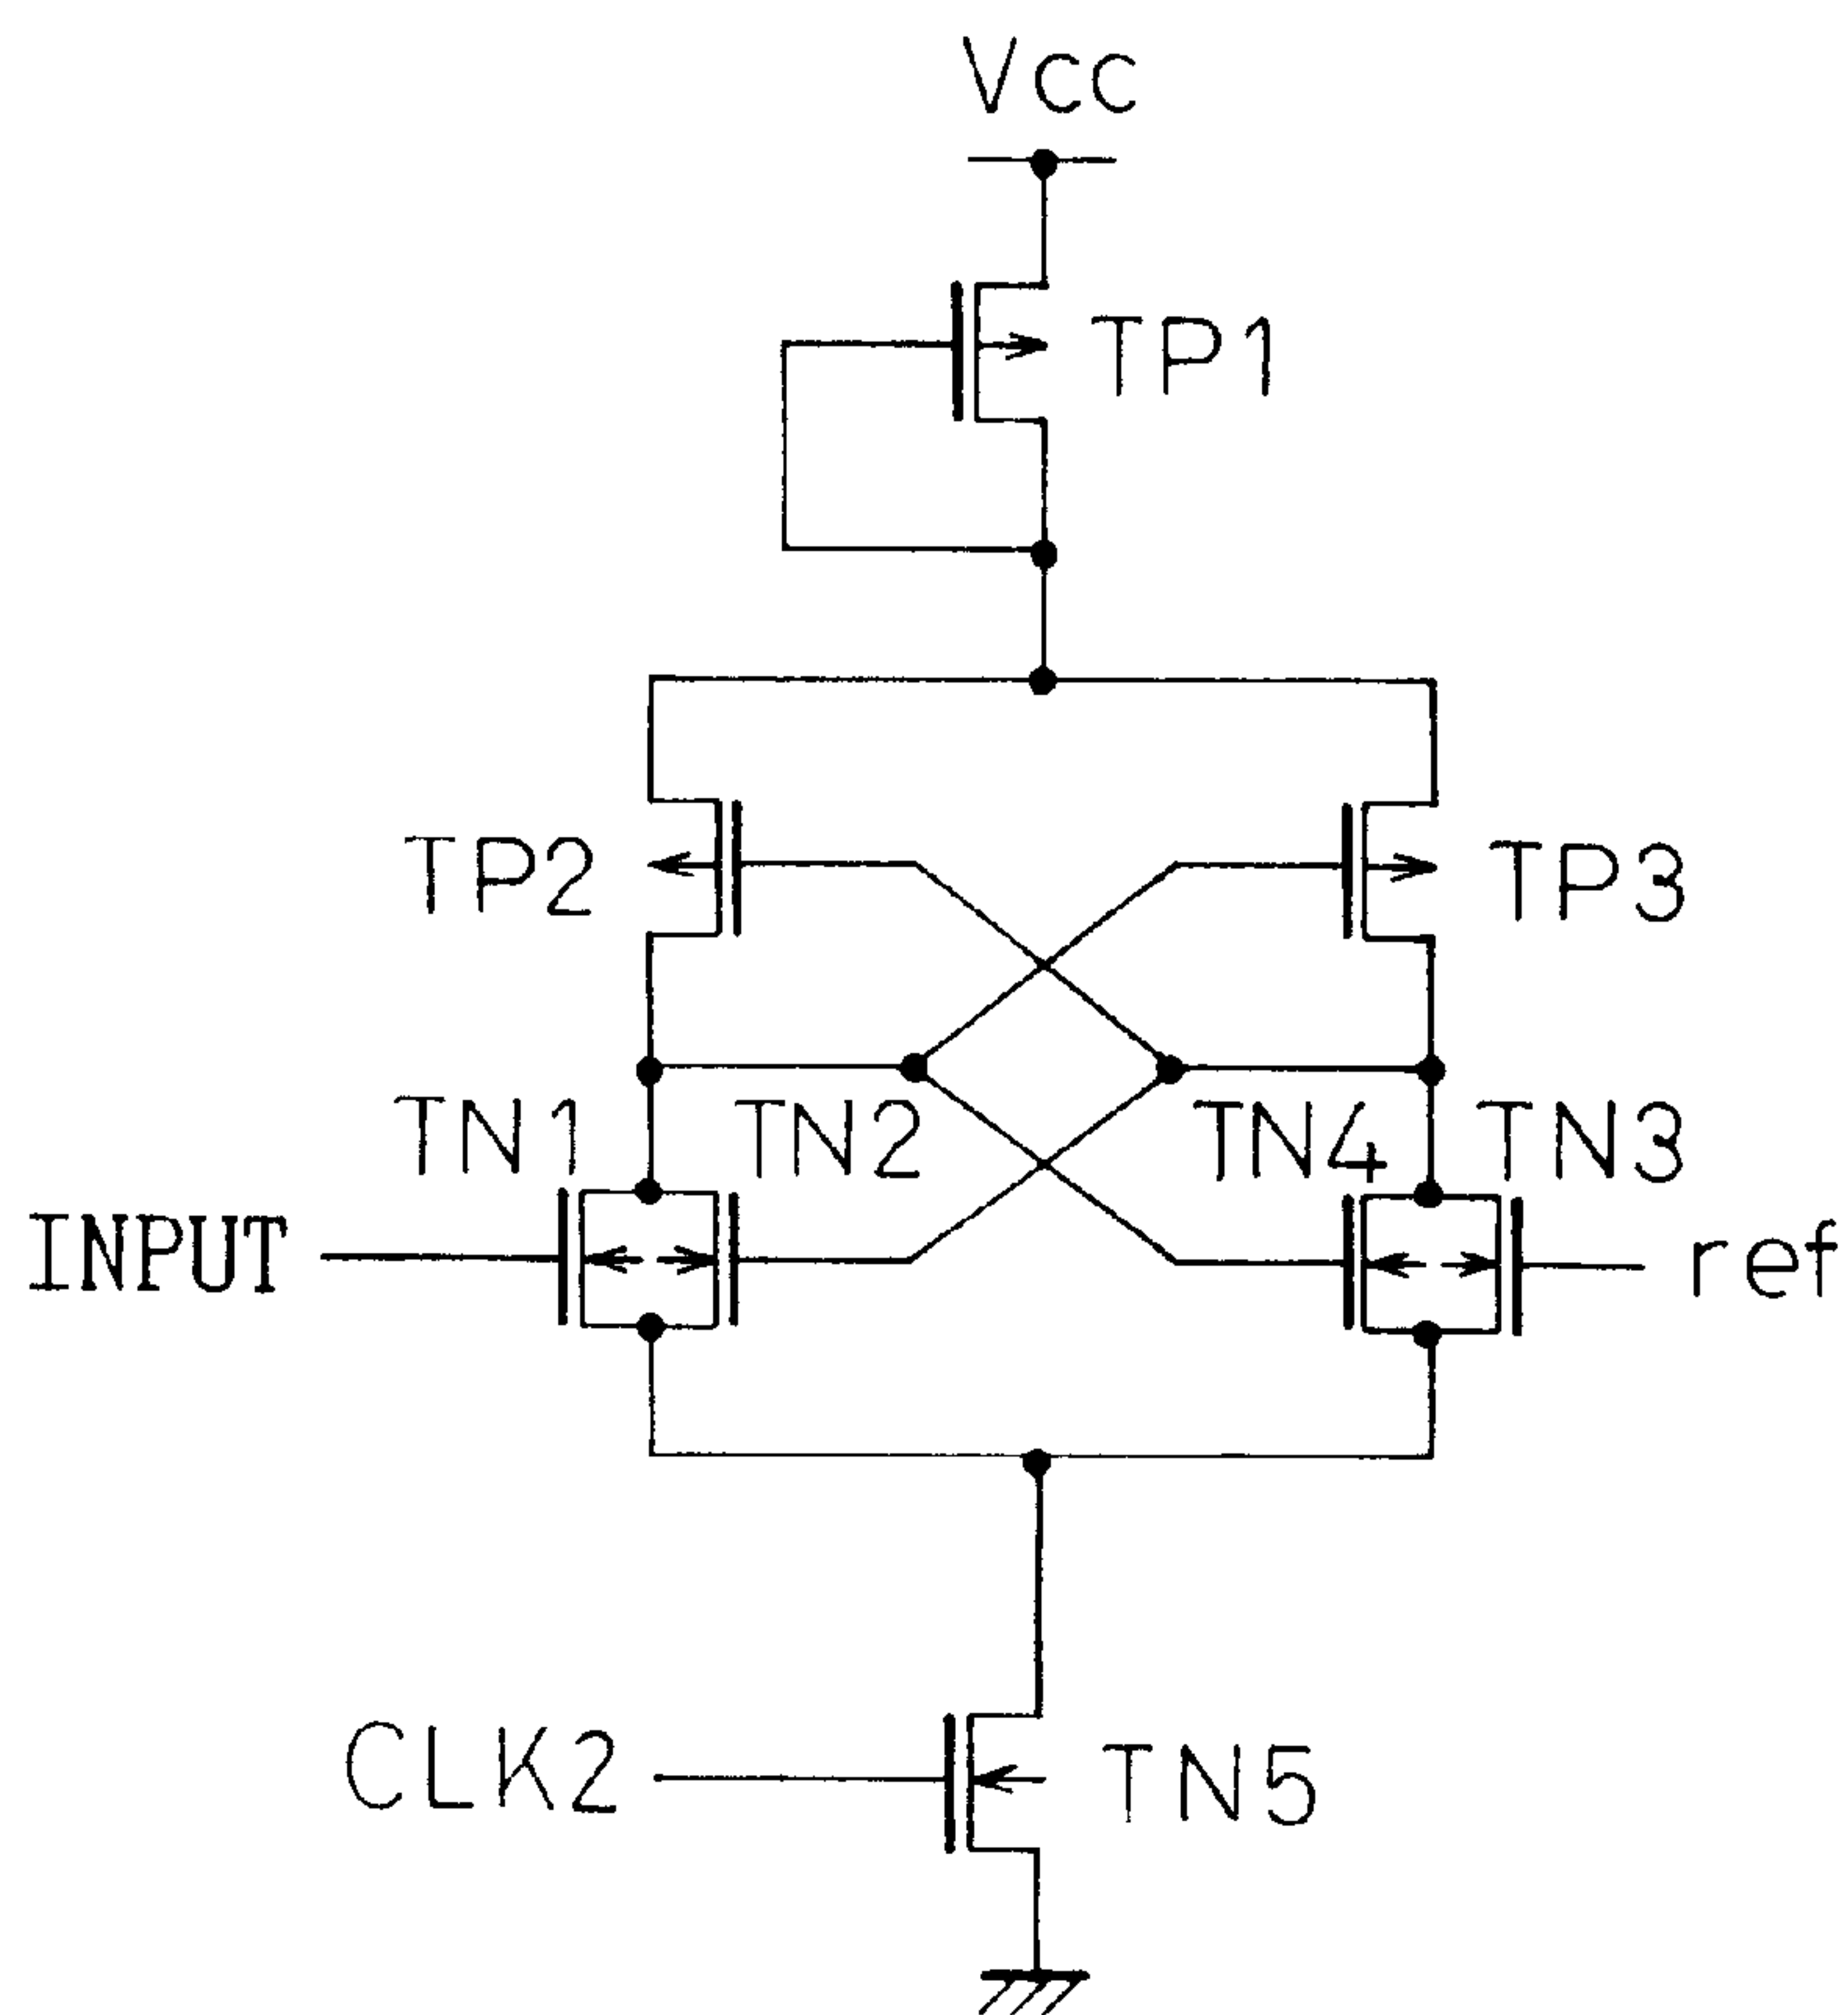 Vcc
TP1
TP2
TP3
TN1 TN2 TN4 TN3
INPUT
ref
CLK2
TN5